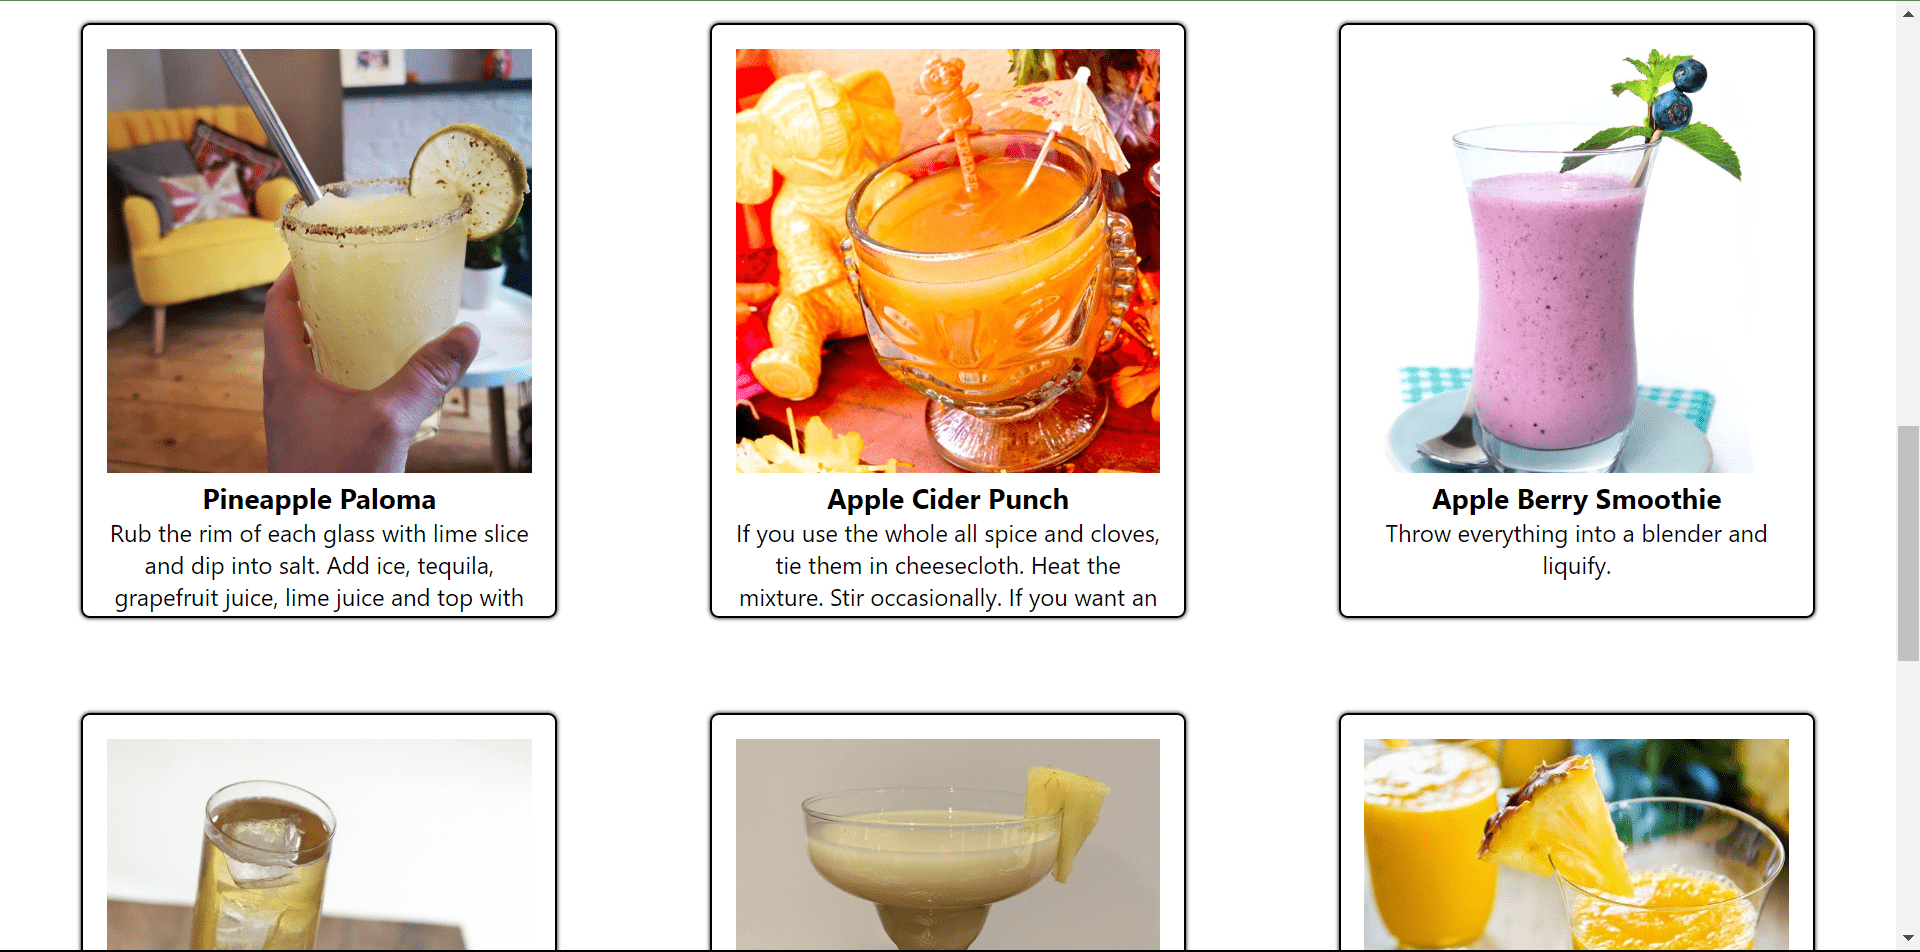 Pineapple Paloma
Rub the rim of each glass with lime slice
and dip into salt. Add ice, tequila,
grapefruit juice, lime juice and top with
Apple Cider Punch
If you use the whole all spice and cloves,
tie them in cheesecloth. Heat the
mixture. Stir occasionally. If you want an
Apple Berry Smoothie
Throw everything into a blender and
liquify.